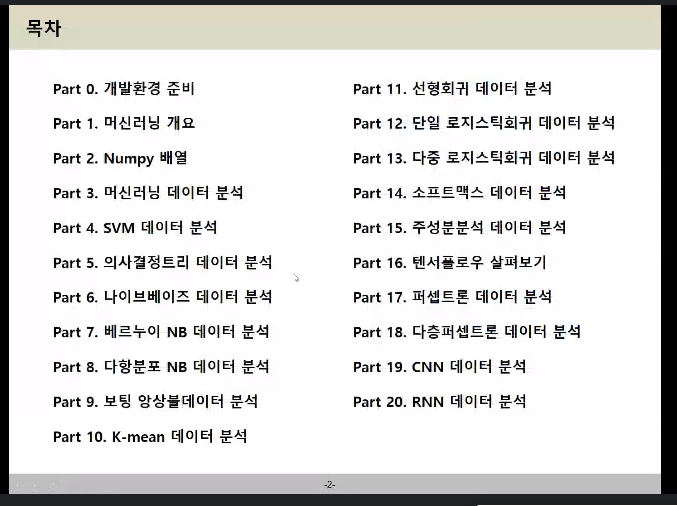 목차
Part 0. 개발환경 준비
Part 1. 머신러닝 개요
Part 2. Numpy 배열
Part 3. 머신러닝 데이터 분석
Part 4. SVM 데이터 분석
Part 5. 의사결정트리 데이터 분석
Part 6. 나이브베이즈 데이터 분석
Part 7. 베르누이 NB 데이터 분석
Part 8. 다항분포 NB 데이터 분석
Part 9. 보팅 앙상블데이터 분석
Part 10. K-mean 데이터 분석
Part 11. 선형회귀 데이터 분석
Part 12. 단일 로지스틱회귀 데이터 분석
Part 13. 다중 로지스틱회귀 데이터 분석
Part 14. 소프트맥스 데이터 분석
Part 15. 주성분분석 데이터 분석
Part 16. 텐서플로우 살펴보기
Part 17. 퍼셉트론 데이터 분석
Part 18. 다층퍼셉트론 데이터 분석
Part 19. CNN 데이터 분석
Part 20. RNN 데이터 분석
-2-